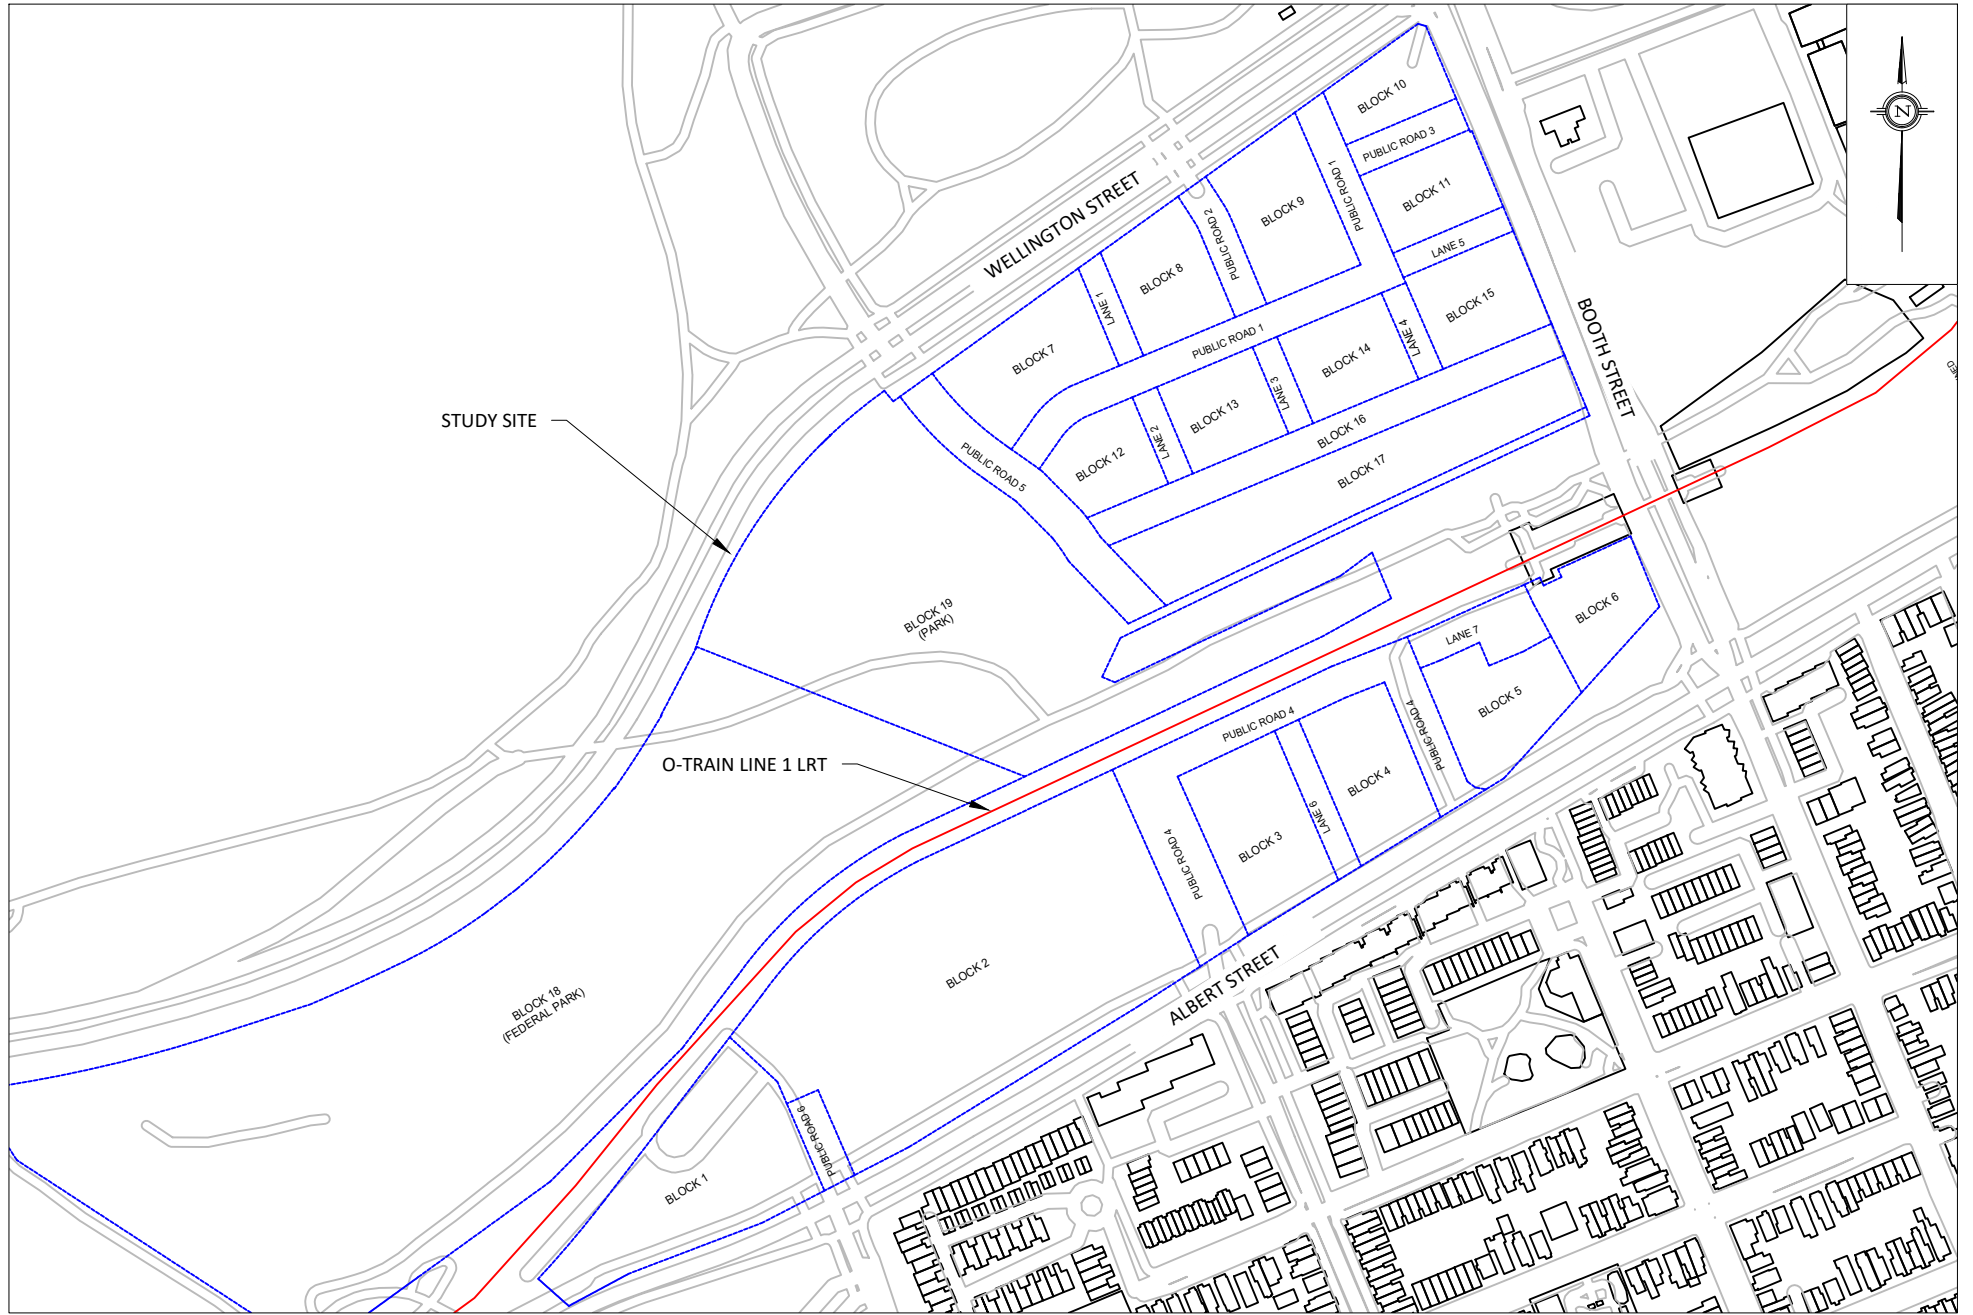 BLOCK 10
PUBLIC ROAD 3
BLOCK 11
LANE 5
BLOCK 15
PUBLIC ROAD 1
BLOCK 9
PUBLIC ROAD 2
BLOCK 8
LANE 1
BLOCK 7
WELLINGTON STREET
N
BOOTH STREET
PUBLIC ROAD 1
LANE 4
BLOCK 14
LANE 3
BLOCK 13
LANE 2
BLOCK 12
BLOCK 16
BLOCK 17
PUBLIC ROAD 5
STUDY SITE
BLOCK 19
(PARK)
BLOCK 6
LANE 7
BLOCK 5
PUBLIC ROAD 4
PUBLIC ROAD 4
BLOCK 4
LANE 6
BLOCK 3
PUBLIC ROAD 4
O-TRAIN LINE 1 LRT
BLOCK 2
ALBERT STREET
BLOCK 18
(FEDERAL PARK)
PUBLIC ROAD 6
BLOCK 1